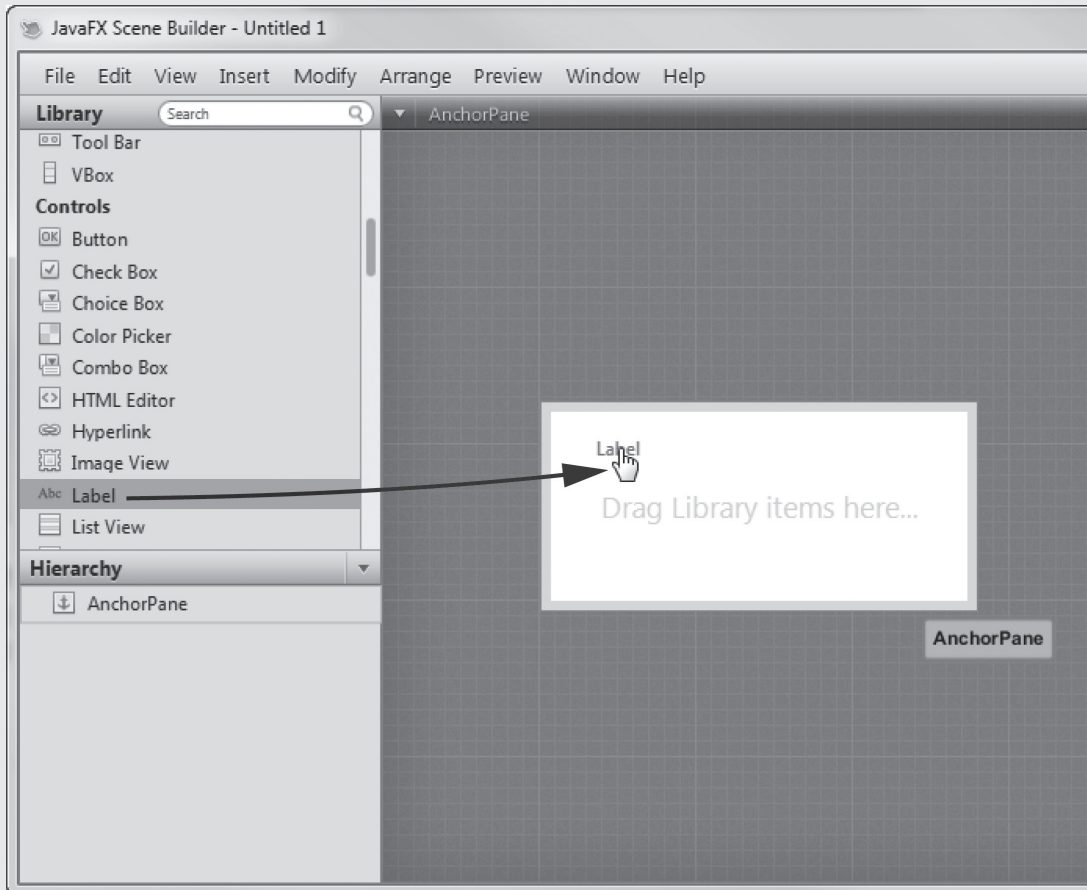 JavaFX Scene Builder - Untitled 1
File Edit View Insert Modify Arrange Preview Window Help
Library Search
AnchorPane
Tool Bar
VBox
Controls
OK Button
Check Box
Choice Box
Color Picker
Combo Box
<> HTML Editor
Hyperlink
Image View
Abc Label
List View
Label
Drag Library items here...
Hierarchy
AnchorPane
AnchorPane